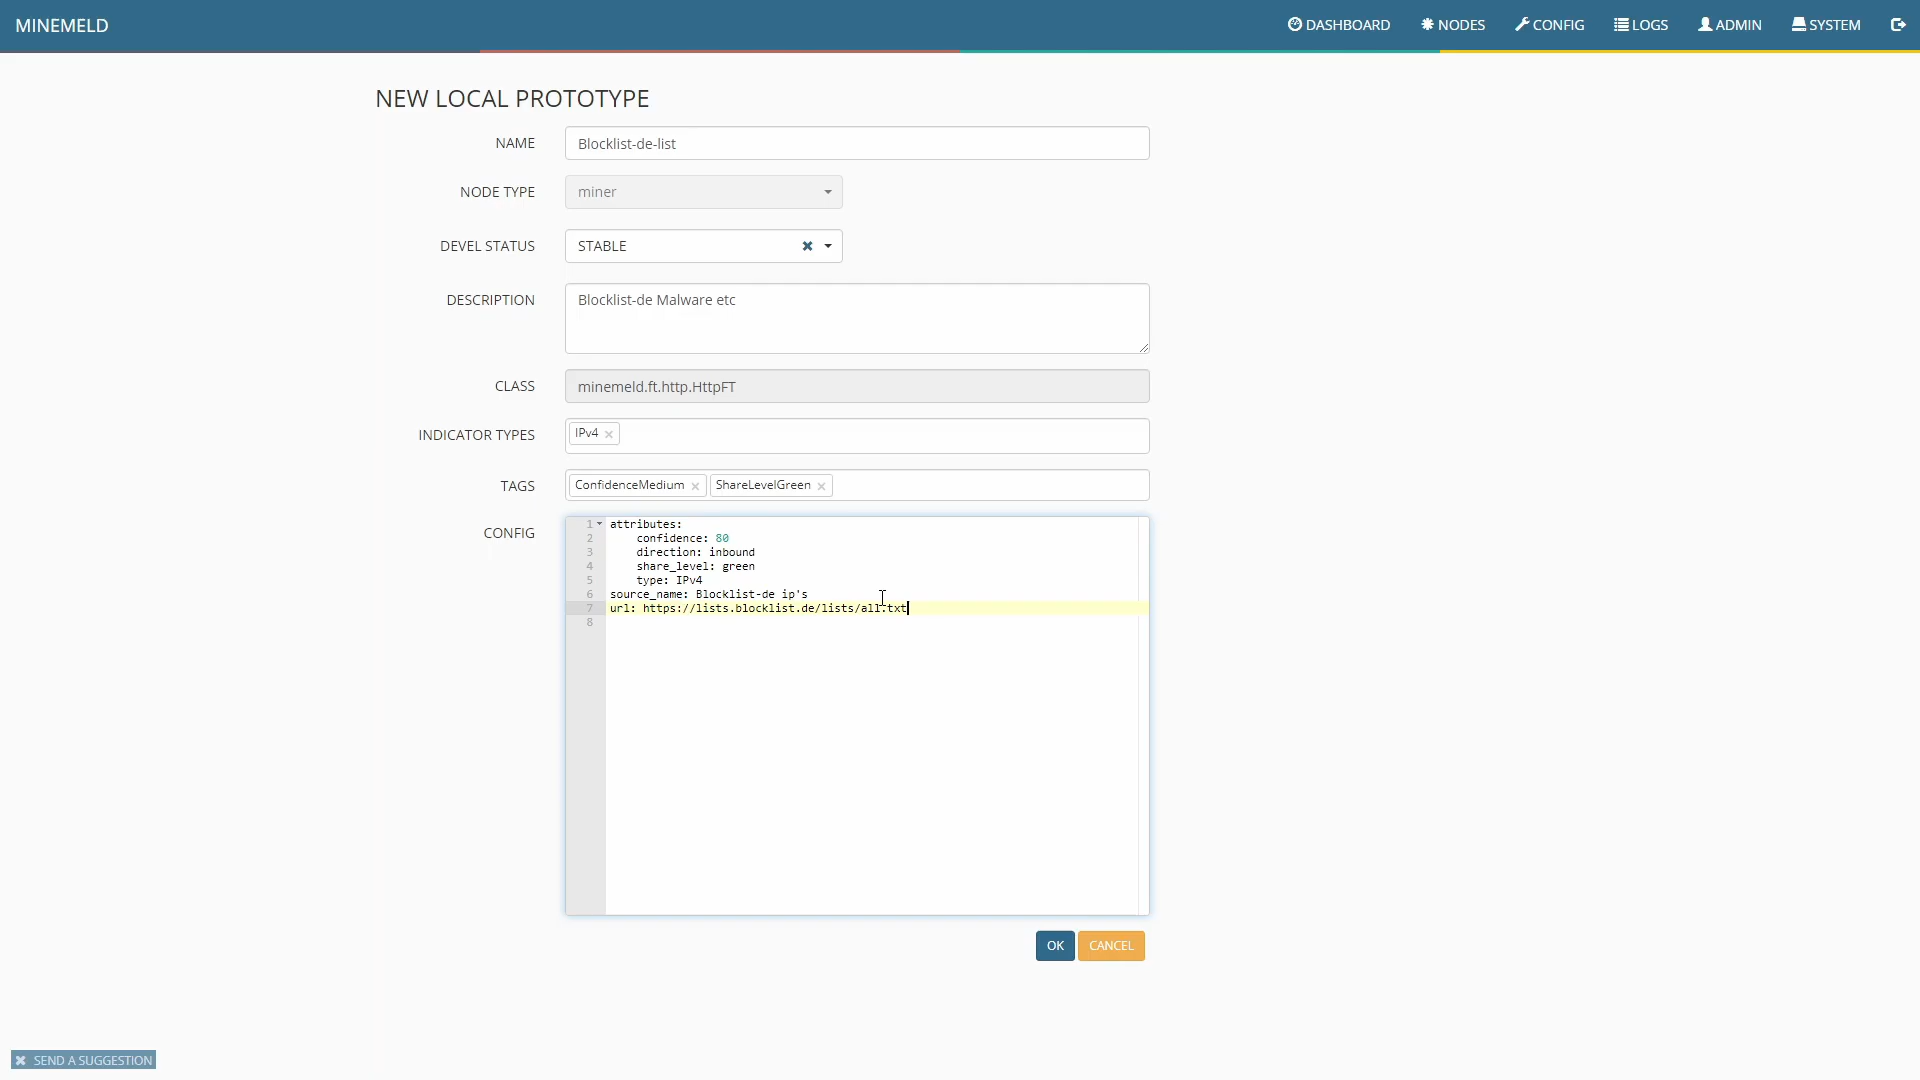 MINEMELD
DASHBOARD NODES CONFIG LOGS ADMIN SYSTEM
NEW LOCAL PROTOTYPE
NAME Blocklist-de-list
NODE TYPE miner
DEVEL STATUS STABLE
DESCRIPTION Blocklist-de Malware etc
CLASS minemeld.ft.http.HttpFT
INDICATOR TYPES IPv4
TAGS ConfidenceMedium ShareLevelGreen
CONFIG
1 attributes:
2 confidence: 80
3 direction: inbound
4 share_level: green
5 type: IPv4
6 source_name: Blocklist-de ip's
7 url: https://lists.blocklist.de/lists/all.txt
8
OK CANCEL
SEND A SUGGESTION